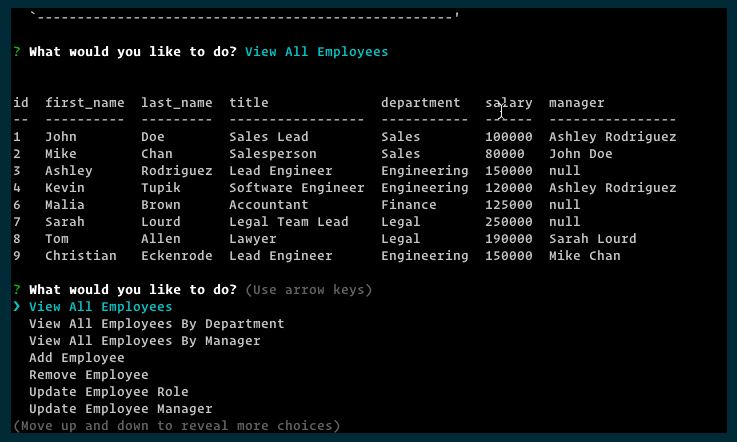 `----------------------------------------------------'
? What would you like to do? View All Employees
id  first_name  last_name  title              department   salary  manager
--  ----------  ---------  -----------------  -----------  ------  ----------------
1   John        Doe        Sales Lead         Sales        100000  Ashley Rodriguez
2   Mike        Chan       Salesperson        Sales        80000   John Doe
3   Ashley      Rodriguez  Lead Engineer      Engineering  150000  null
4   Kevin       Tupik      Software Engineer  Engineering  120000  Ashley Rodriguez
6   Malia       Brown      Accountant         Finance      125000  null
7   Sarah       Lourd      Legal Team Lead    Legal        250000  null
8   Tom         Allen      Lawyer             Legal        190000  Sarah Lourd
9   Christian   Eckenrode  Lead Engineer      Engineering  150000  Mike Chan
? What would you like to do? (Use arrow keys)
❯ View All Employees
  View All Employees By Department
  View All Employees By Manager
  Add Employee
  Remove Employee
  Update Employee Role
  Update Employee Manager
(Move up and down to reveal more choices)